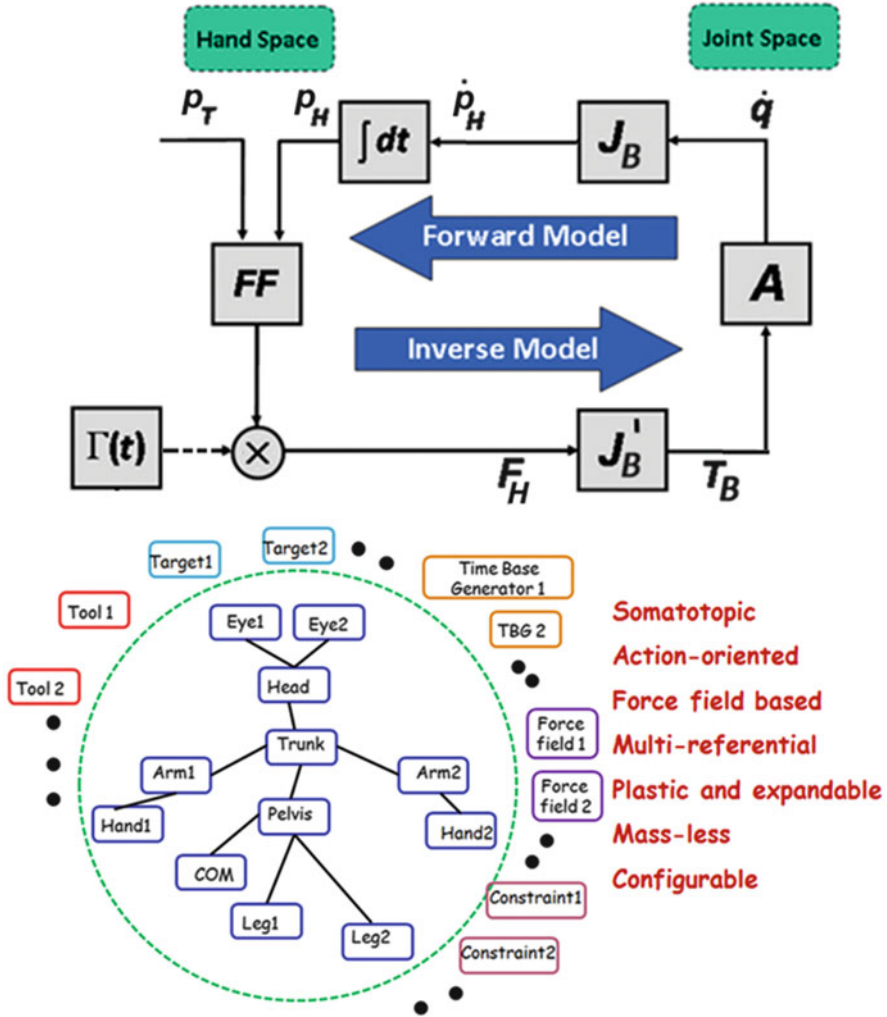 Hand Space
Joint Space
p_T
p_H
∫dt
ṗ_H
J_B
q̇
Forward Model
FF
A
Inverse Model
Γ(t)
×
F_H
J_B'
T_B
Target1
Target2
Time Base
Generator 1
Tool 1
Eye1
Eye2
TBG 2
Somatotopic
Action-oriented
Tool 2
Head
Force field based
Force
field 1
Trunk
Multi-referential
Arm1
Arm2
Force
field 2
Plastic and expandable
Hand1
Pelvis
Hand2
Mass-less
COM
Configurable
Constraint1
Leg1
Leg2
Constraint2